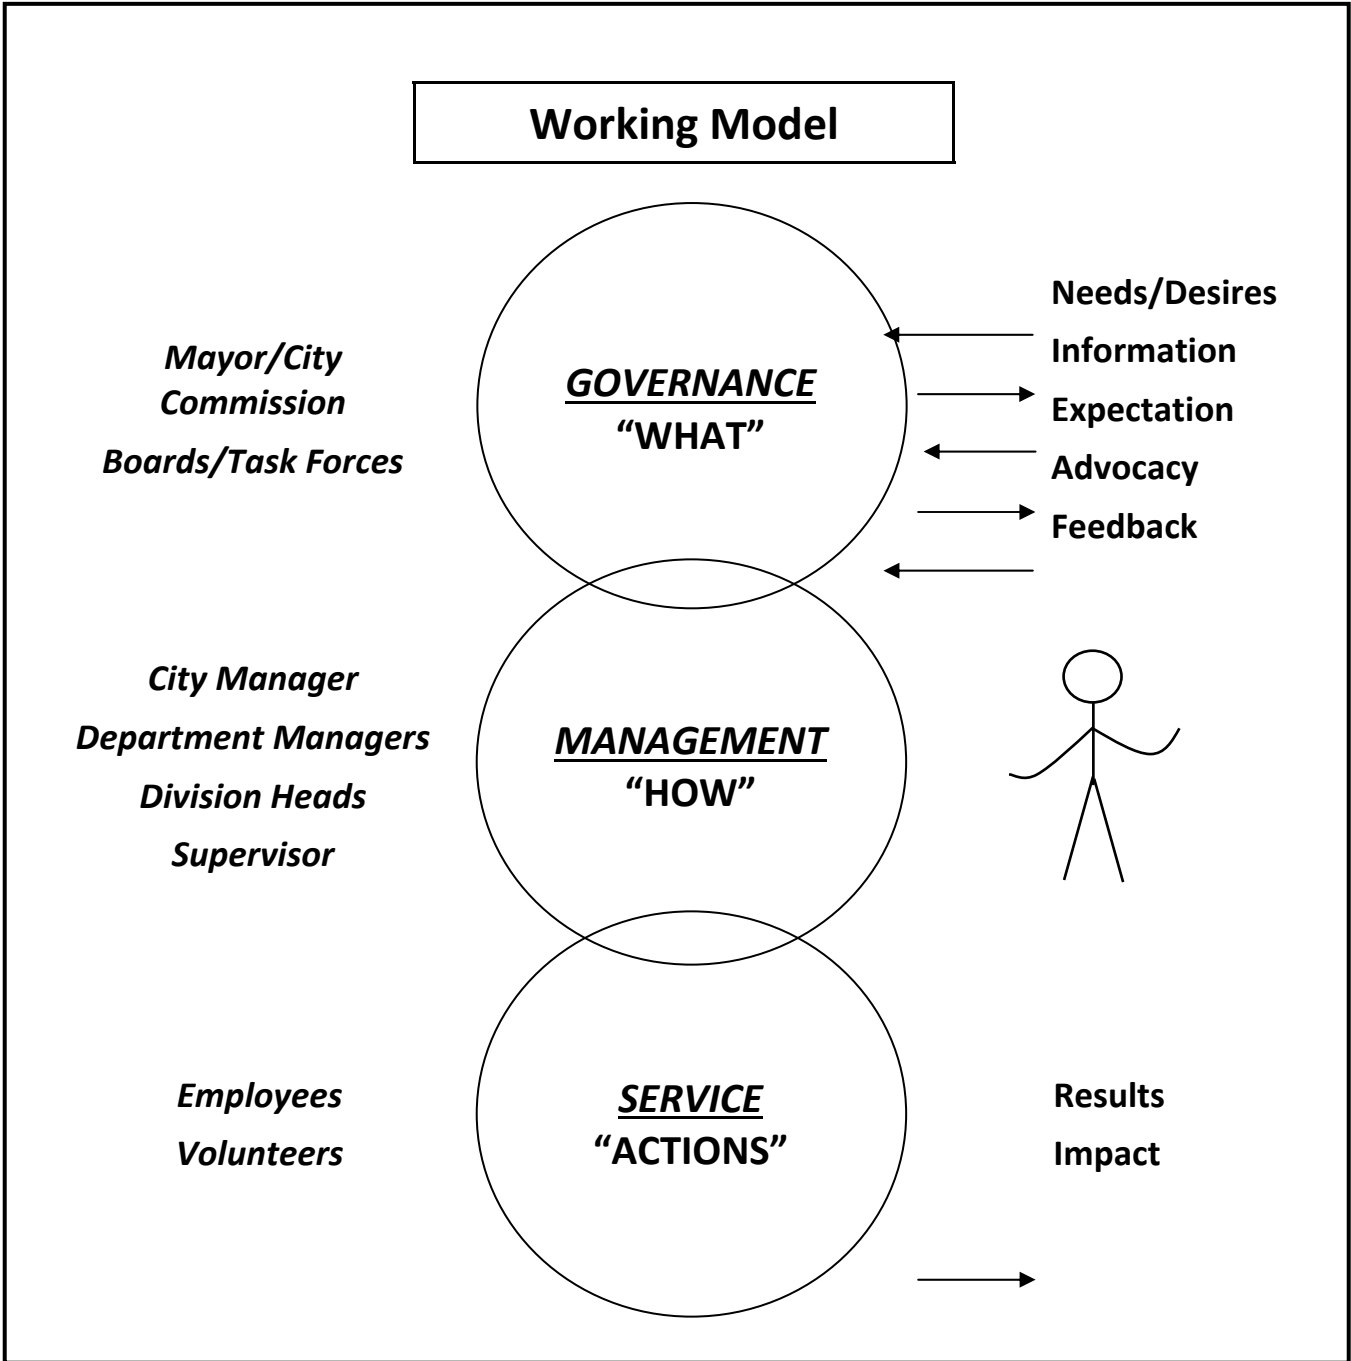 Working Model
Mayor/City
Commission
Boards/Task Forces
GOVERNANCE
“WHAT”
Needs/Desires
Information
Expectation
Advocacy
Feedback
City Manager
Department Managers
Division Heads
Supervisor
MANAGEMENT
“HOW”
Employees
Volunteers
SERVICE
“ACTIONS”
Results
Impact